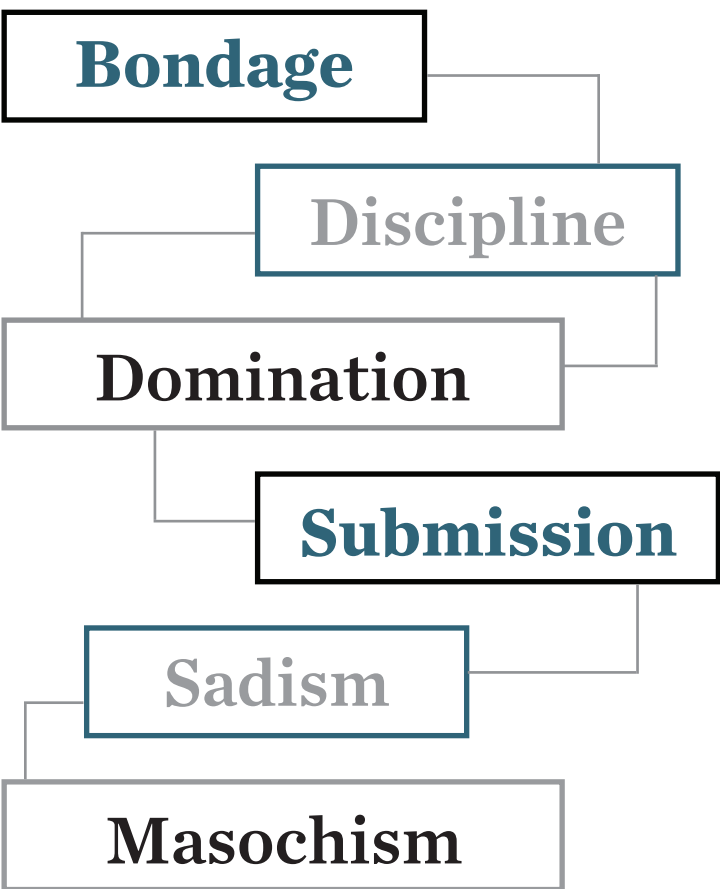 Bondage
Discipline
Domination
Submission
Sadism
Masochism